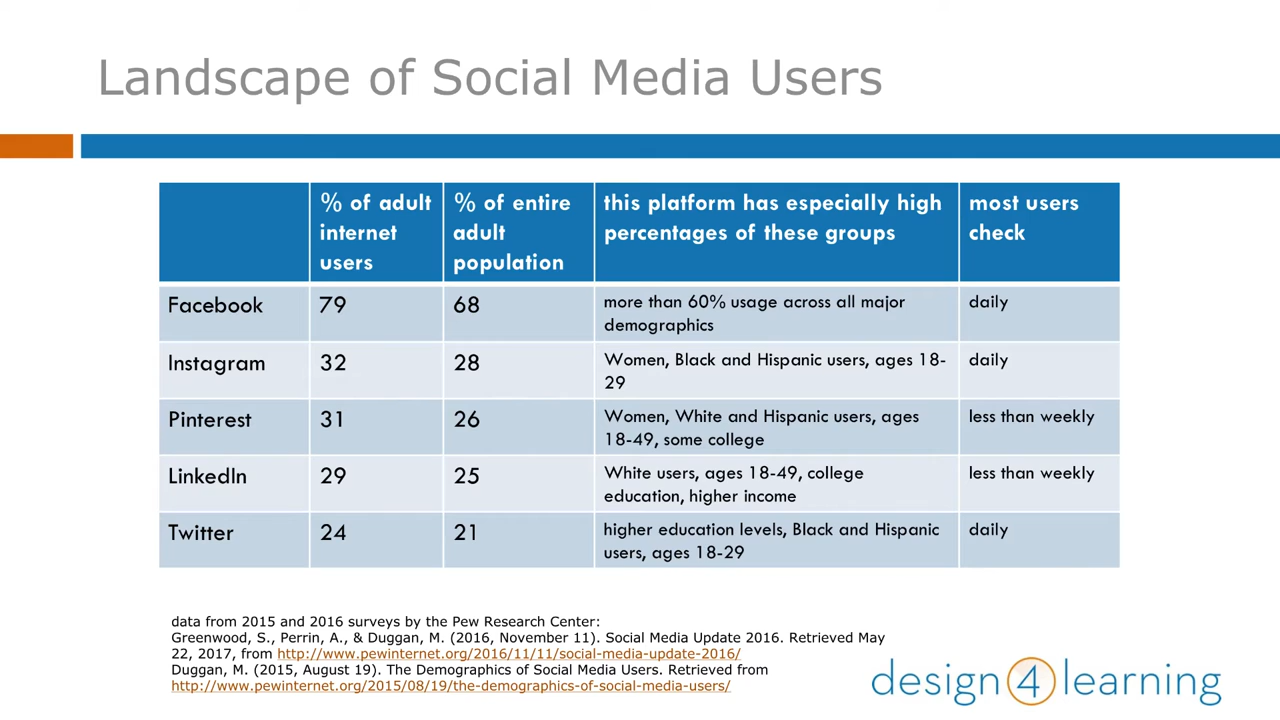 Landscape of Social Media Users
% of adult internet users
% of entire adult population
this platform has especially high percentages of these groups
most users check
Facebook
79
68
more than 60% usage across all major demographics
daily
Instagram
32
28
Women, Black and Hispanic users, ages 18-29
daily
Pinterest
31
26
Women, White and Hispanic users, ages 18-49, some college
less than weekly
LinkedIn
29
25
White users, ages 18-49, college education, higher income
less than weekly
Twitter
24
21
higher education levels, Black and Hispanic users, ages 18-29
daily
data from 2015 and 2016 surveys by the Pew Research Center:
Greenwood, S., Perrin, A., & Duggan, M. (2016, November 11). Social Media Update 2016. Retrieved May
22, 2017, from http://www.pewinternet.org/2016/11/11/social-media-update-2016/
Duggan, M. (2015, August 19). The Demographics of Social Media Users. Retrieved from
http://www.pewinternet.org/2015/08/19/the-demographics-of-social-media-users/
design 4 learning